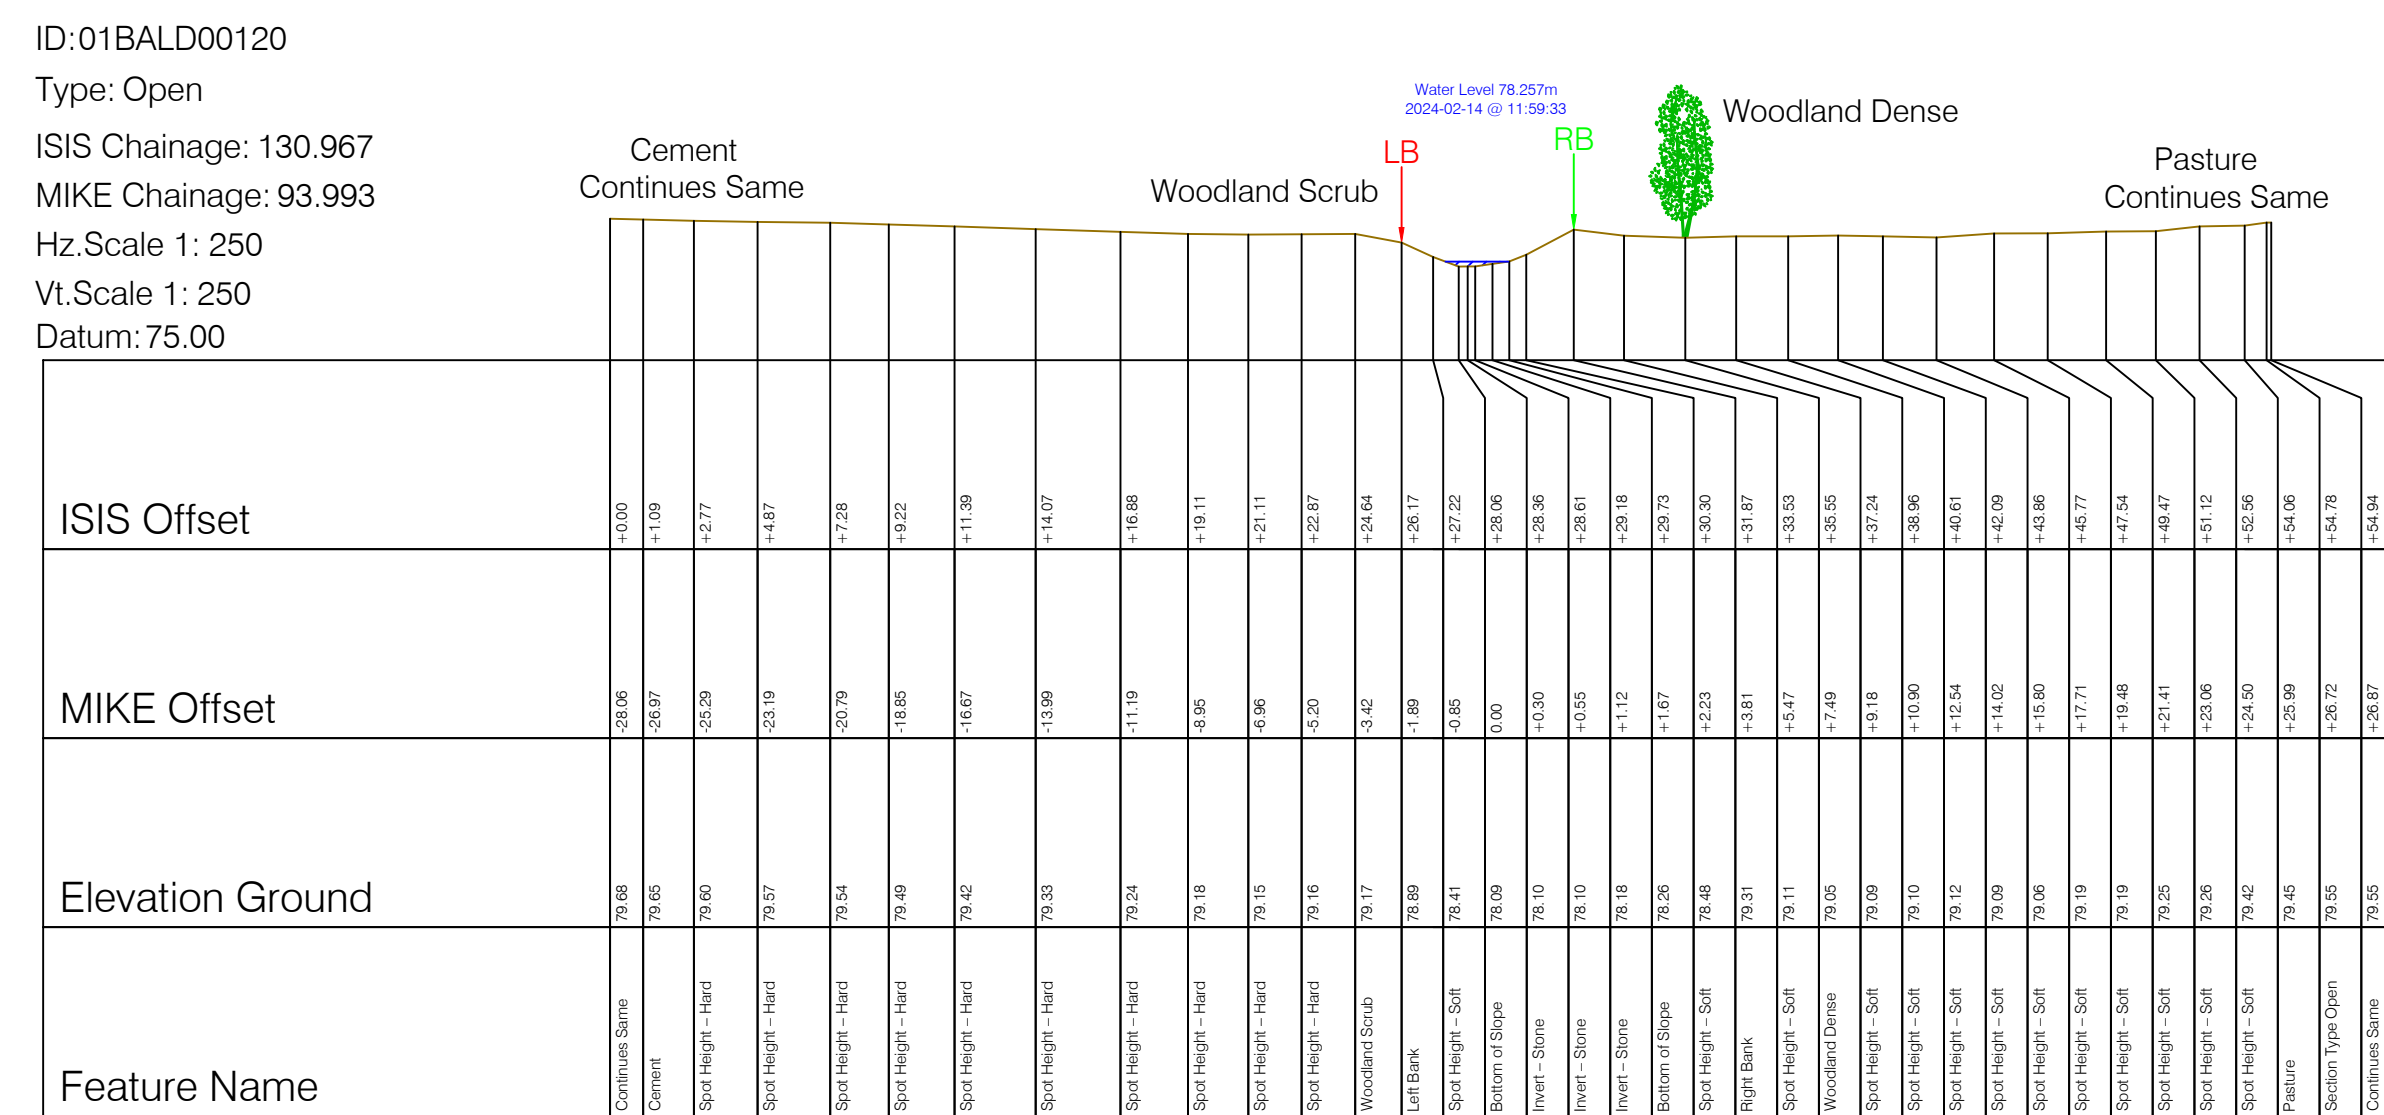 ID:01BALD00120
Type: Open
ISIS Chainage: 130.967
MIKE Chainage: 93.993
Hz.Scale 1: 250
Vt.Scale 1: 250
Datum: 75.00
Cement
Continues Same
Woodland Scrub
Water Level 78.257m
2024-02-14 @ 11:59:33
LB
RB
Woodland Dense
Pasture
Continues Same
ISIS Offset
+0.00
+1.09
+2.77
+4.87
+7.28
+9.22
+11.39
+14.07
+16.88
+19.11
+21.11
+22.87
+24.64
+26.17
+27.22
+28.06
+28.36
+28.61
+29.18
+29.73
+30.30
+31.87
+33.53
+35.55
+37.24
+38.96
+40.61
+42.09
+43.86
+45.77
+47.54
+49.47
+51.12
+52.56
+54.06
+54.78
+54.94
MIKE Offset
-28.06
-26.97
-25.29
-23.19
-20.79
-18.85
-16.67
-13.99
-11.19
-8.95
-6.96
-5.20
-3.42
-1.89
-0.85
0.00
+0.30
+0.55
+1.12
+1.67
+2.23
+3.81
+5.47
+7.49
+9.18
+10.90
+12.54
+14.02
+15.80
+17.71
+19.48
+21.41
+23.06
+24.50
+25.99
+26.72
+26.87
Elevation Ground
79.68
79.65
79.60
79.57
79.54
79.49
79.42
79.33
79.24
79.18
79.15
79.16
79.17
78.89
78.41
78.09
78.10
78.10
78.18
78.26
78.48
79.31
79.11
79.05
79.09
79.10
79.12
79.09
79.06
79.19
79.19
79.25
79.26
79.42
79.45
79.55
79.55
Feature Name
Continues Same
Cement
Spot Height – Hard
Spot Height – Hard
Spot Height – Hard
Spot Height – Hard
Spot Height – Hard
Spot Height – Hard
Spot Height – Hard
Spot Height – Hard
Spot Height – Hard
Spot Height – Hard
Woodland Scrub
Left Bank
Spot Height – Soft
Bottom of Slope
Invert – Stone
Invert – Stone
Invert – Stone
Bottom of Slope
Spot Height – Soft
Right Bank
Spot Height – Soft
Woodland Dense
Spot Height – Soft
Spot Height – Soft
Spot Height – Soft
Spot Height – Soft
Spot Height – Soft
Spot Height – Soft
Spot Height – Soft
Spot Height – Soft
Spot Height – Soft
Spot Height – Soft
Pasture
Section Type Open
Continues Same